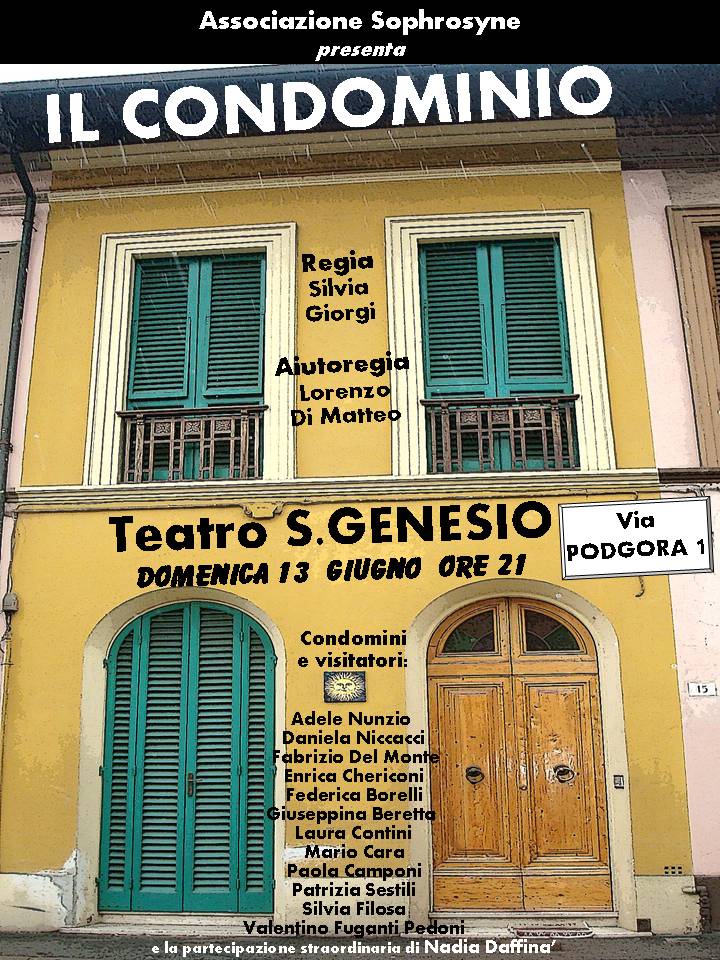 Associazione Sophrosyne
presenta
IL CONDOMINIO
Regia
Silvia
Giorgi
Aiutoregia
Lorenzo
Di Matteo
Teatro S.GENESIO
Via
PODGORA 1
DOMENICA 13 GIUGNO ORE 21
Condomini
e visitatori:
15
Adele Nunzio
Daniela Niccacci
Fabrizio Del Monte
Enrica Chericoni
Federica Borelli
Giuseppina Beretta
Laura Contini
Mario Cara
Paola Camponi
Patrizia Sestili
Silvia Filosa
Valentino Fuganti Pedoni
e la partecipazione straordinaria di Nadia Daffina'